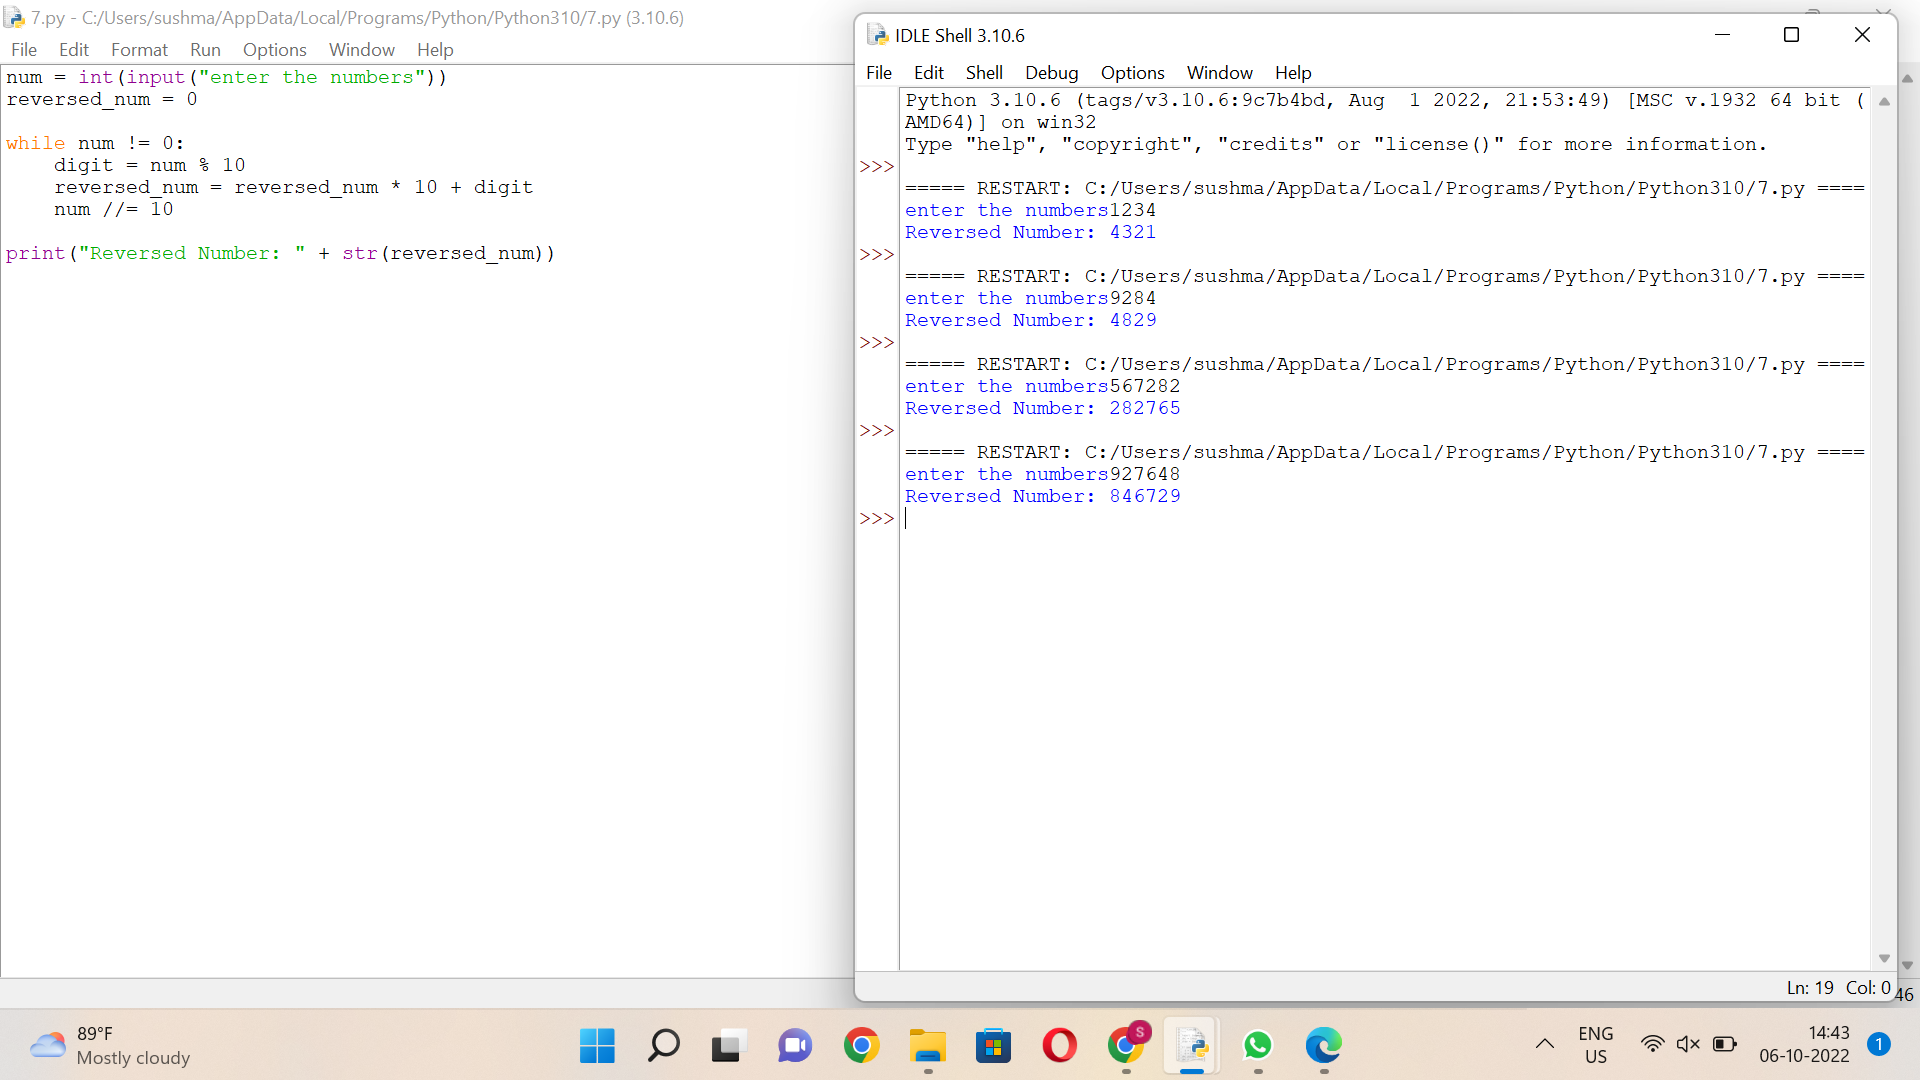 7.py - C:/Users/sushma/AppData/Local/Programs/Python/Python310/7.py (3.10.6)
File Edit Format Run Options Window Help
num = int(input("enter the numbers"))
reversed_num = 0
while num != 0:
    digit = num % 10
    reversed_num = reversed_num * 10 + digit
    num //= 10
print("Reversed Number: " + str(reversed_num))
IDLE Shell 3.10.6
File Edit Shell Debug Options Window Help
Python 3.10.6 (tags/v3.10.6:9c7b4bd, Aug  1 2022, 21:53:49) [MSC v.1932 64 bit (
AMD64)] on win32
Type "help", "copyright", "credits" or "license()" for more information.
>>>
===== RESTART: C:/Users/sushma/AppData/Local/Programs/Python/Python310/7.py ====
enter the numbers1234
Reversed Number: 4321
>>>
===== RESTART: C:/Users/sushma/AppData/Local/Programs/Python/Python310/7.py ====
enter the numbers9284
Reversed Number: 4829
>>>
===== RESTART: C:/Users/sushma/AppData/Local/Programs/Python/Python310/7.py ====
enter the numbers567282
Reversed Number: 282765
>>>
===== RESTART: C:/Users/sushma/AppData/Local/Programs/Python/Python310/7.py ====
enter the numbers927648
Reversed Number: 846729
>>>
Ln: 19 Col: 0
46
89°F
Mostly cloudy
S
ENG
US
14:43
06-10-2022
1